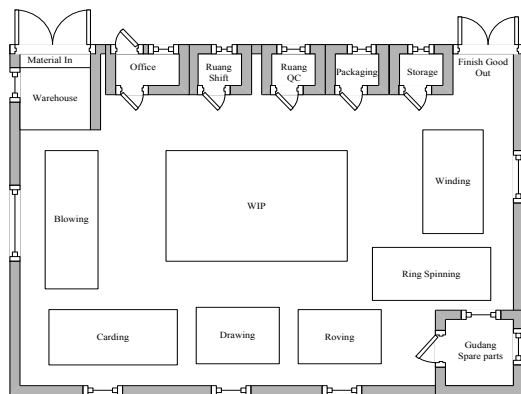 Material In
Warehouse
Office
Ruang
Shift
Ruang
QC
Packaging
Storage
Finish Good
Out
Blowing
WIP
Winding
Ring Spinning
Carding
Drawing
Roving
Gudang
Spare parts